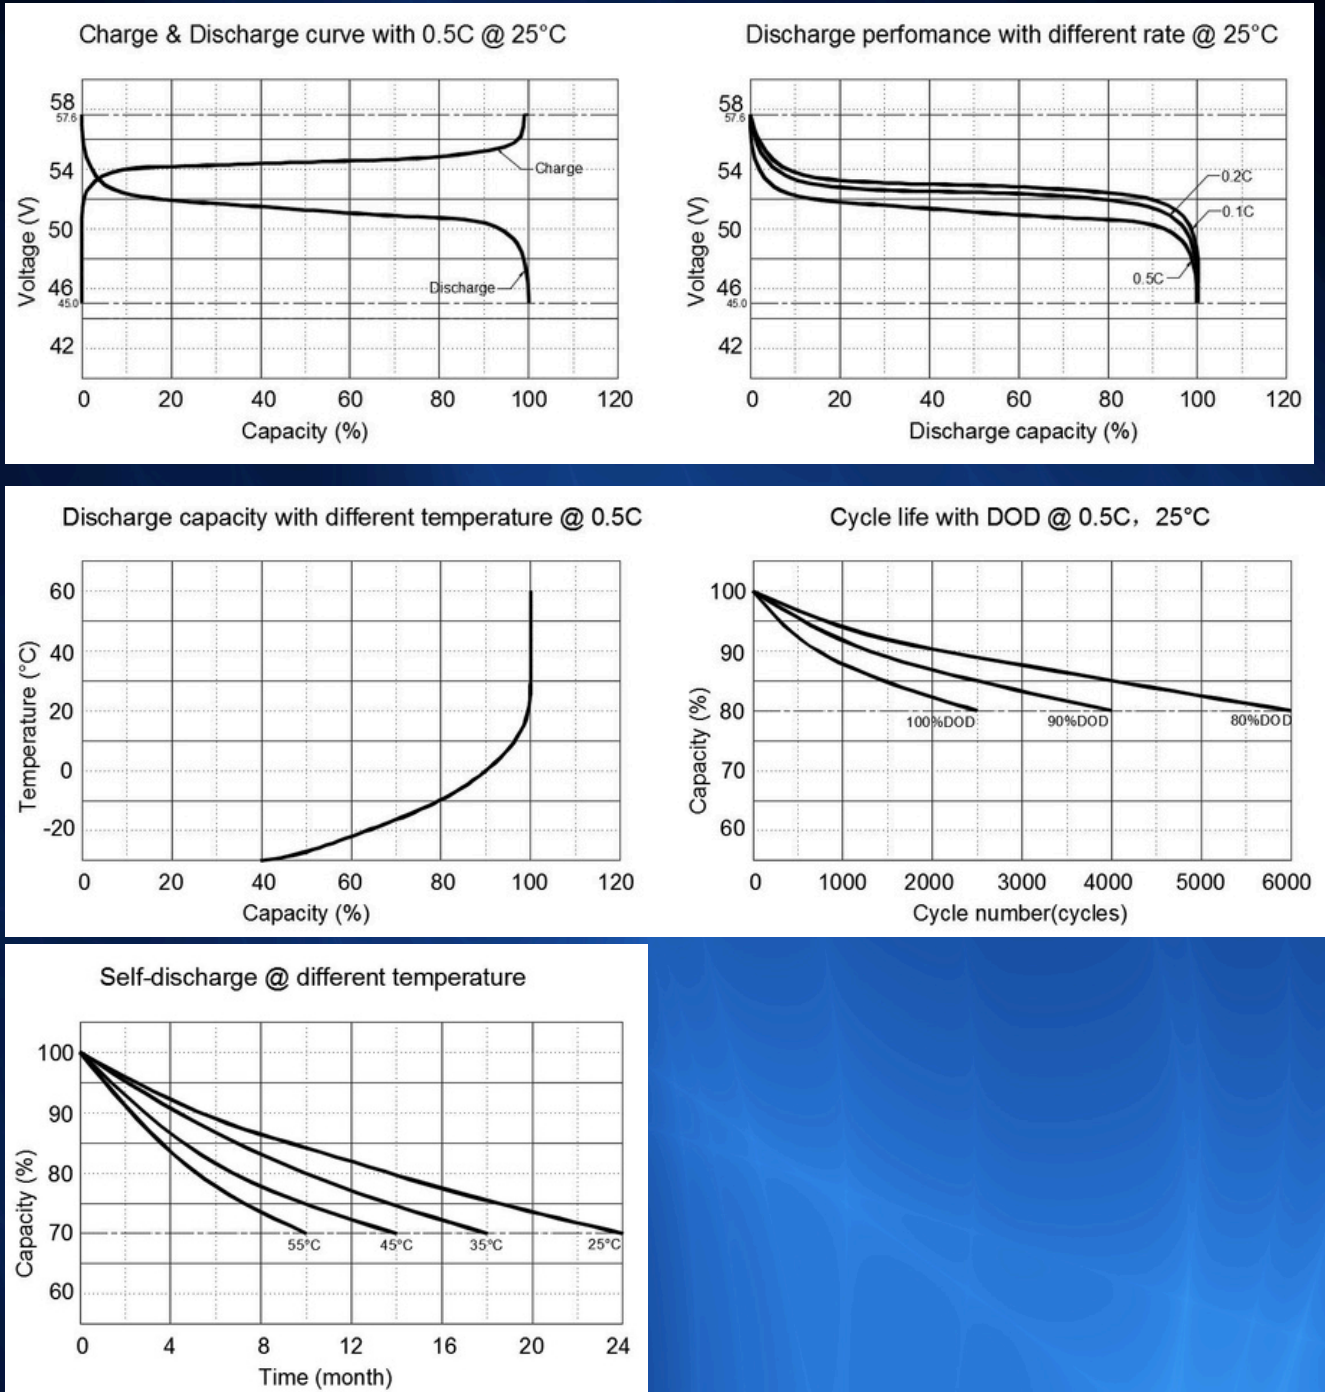 Charge & Discharge curve with 0.5C @ 25°C
58
57.6
54
50
46
45.0
42
Voltage (V)
Charge
Discharge
0 20 40 60 80 100 120
Capacity (%)
Discharge perfomance with different rate @ 25°C
58
57.6
54
50
46
45.0
42
Voltage (V)
0.2C
0.1C
0.5C
0 20 40 60 80 100 120
Discharge capacity (%)
Discharge capacity with different temperature @ 0.5C
60
40
20
0
-20
Temperature (°C)
0 20 40 60 80 100 120
Capacity (%)
Cycle life with DOD @ 0.5C，25°C
100
90
80
70
60
Capacity (%)
100%DOD 90%DOD 80%DOD
0 1000 2000 3000 4000 5000 6000
Cycle number(cycles)
Self-discharge @ different temperature
100
90
80
70
60
Capacity (%)
55°C 45°C 35°C 25°C
0 4 8 12 16 20 24
Time (month)